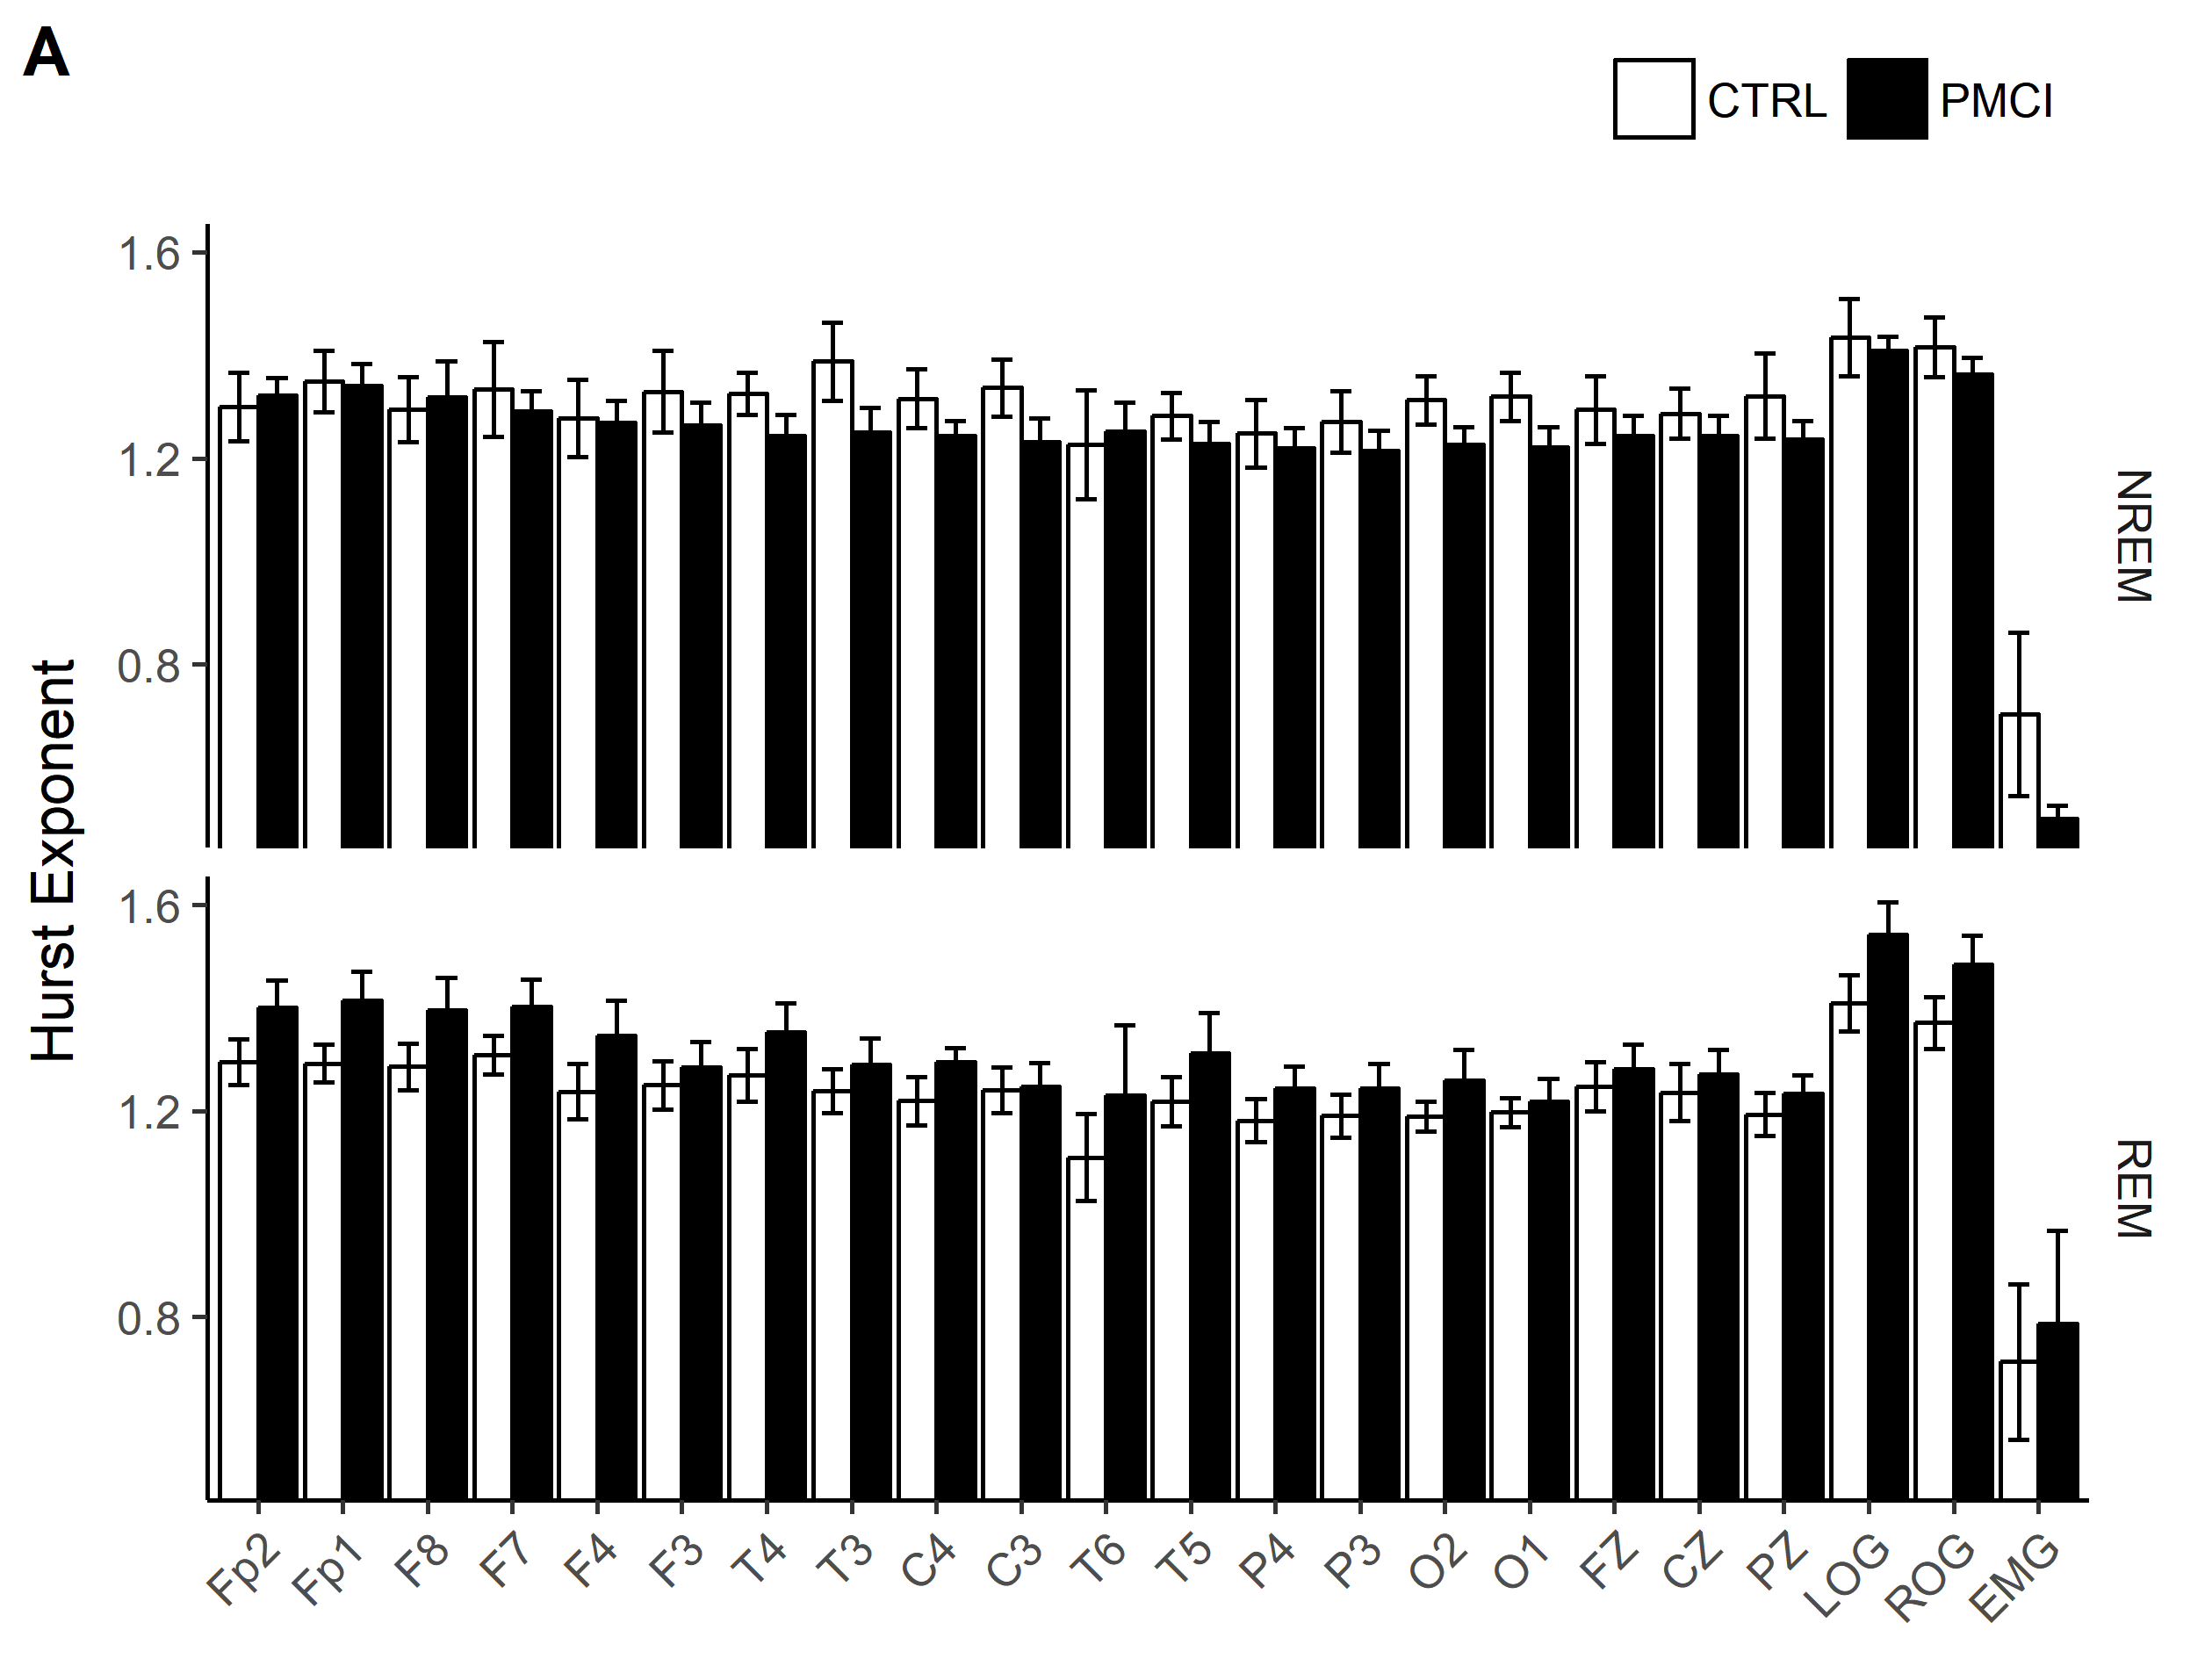 A
CTRL PMCI
Hurst Exponent
1.6
1.2
0.8
NREM
1.6
1.2
0.8
REM
Fp2 Fp1 F8 F7 F4 F3 T4 T3 C4 C3 T6 T5 P4 P3 O2 O1 FZ CZ PZ LOG ROG EMG